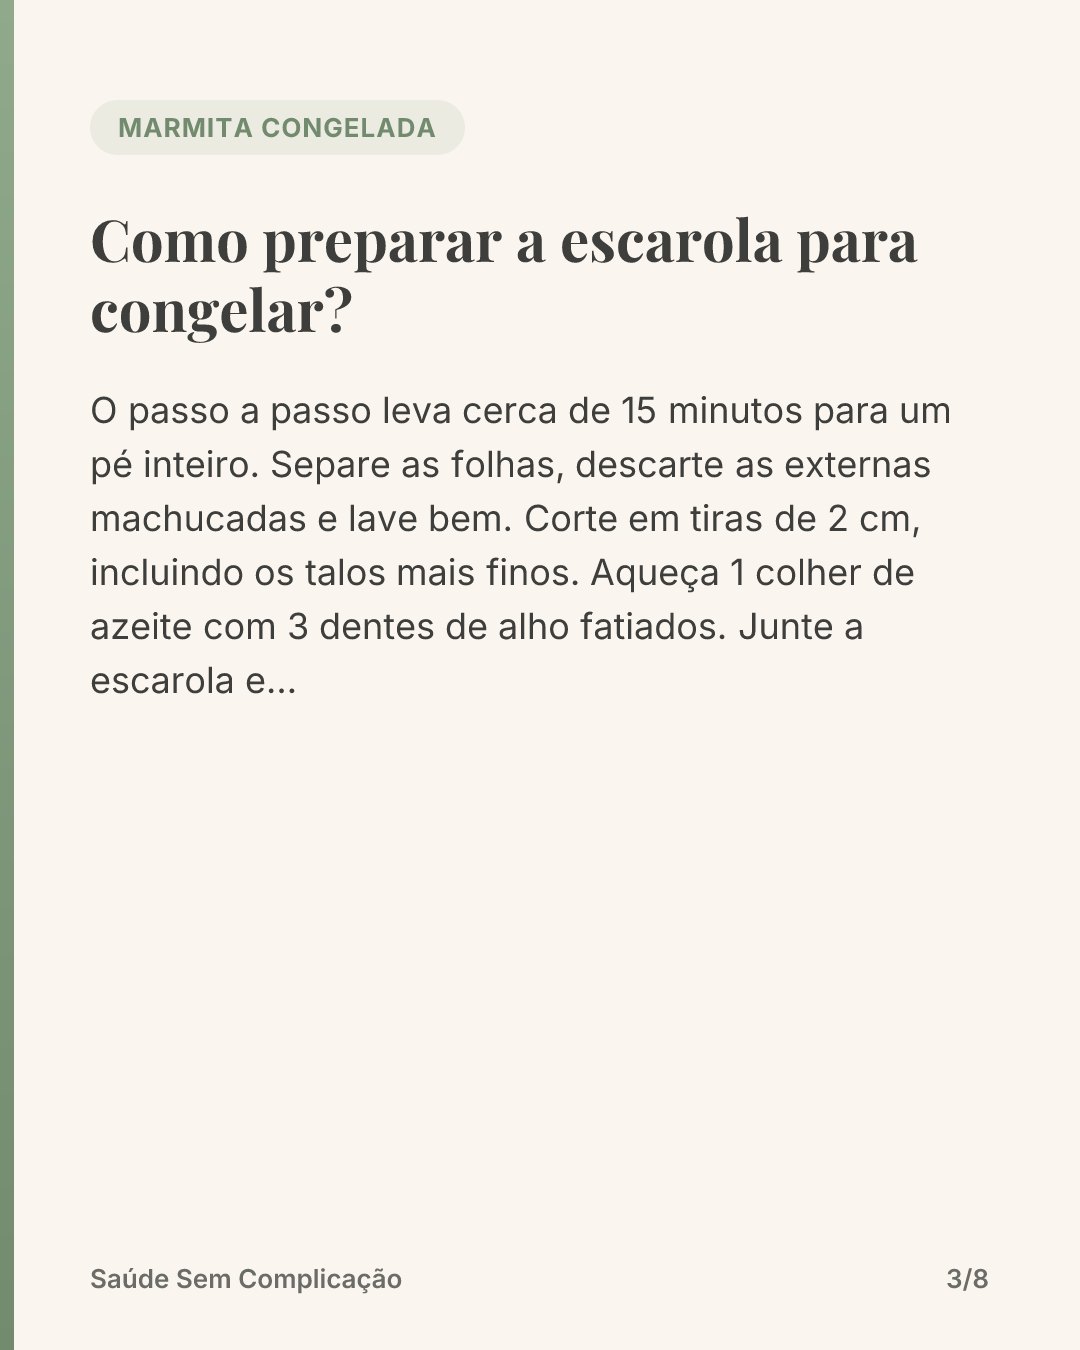 MARMITA CONGELADA
Como preparar a escarola para
congelar?
O passo a passo leva cerca de 15 minutos para um
pé inteiro. Separe as folhas, descarte as externas
machucadas e lave bem. Corte em tiras de 2 cm,
incluindo os talos mais finos. Aqueça 1 colher de
azeite com 3 dentes de alho fatiados. Junte a
escarola e...
Saúde Sem Complicação
3/8